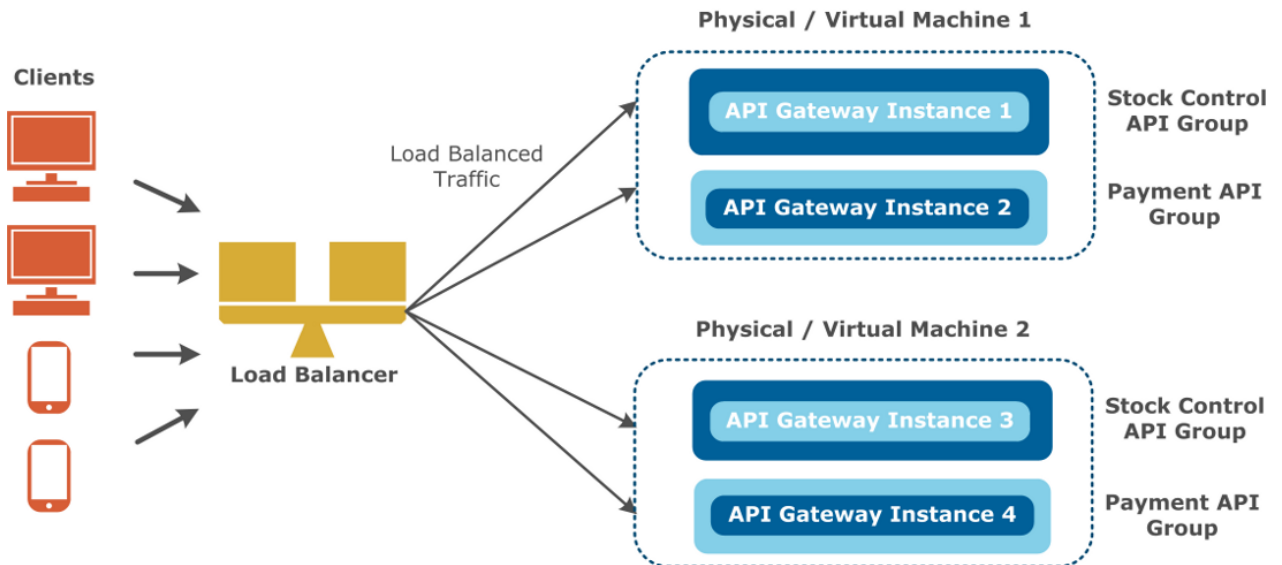 Physical / Virtual Machine 1
Clients
API Gateway Instance 1
Stock Control
API Group
Load Balanced
Traffic
API Gateway Instance 2
Payment API
Group
Load Balancer
Physical / Virtual Machine 2
API Gateway Instance 3
Stock Control
API Group
API Gateway Instance 4
Payment API
Group